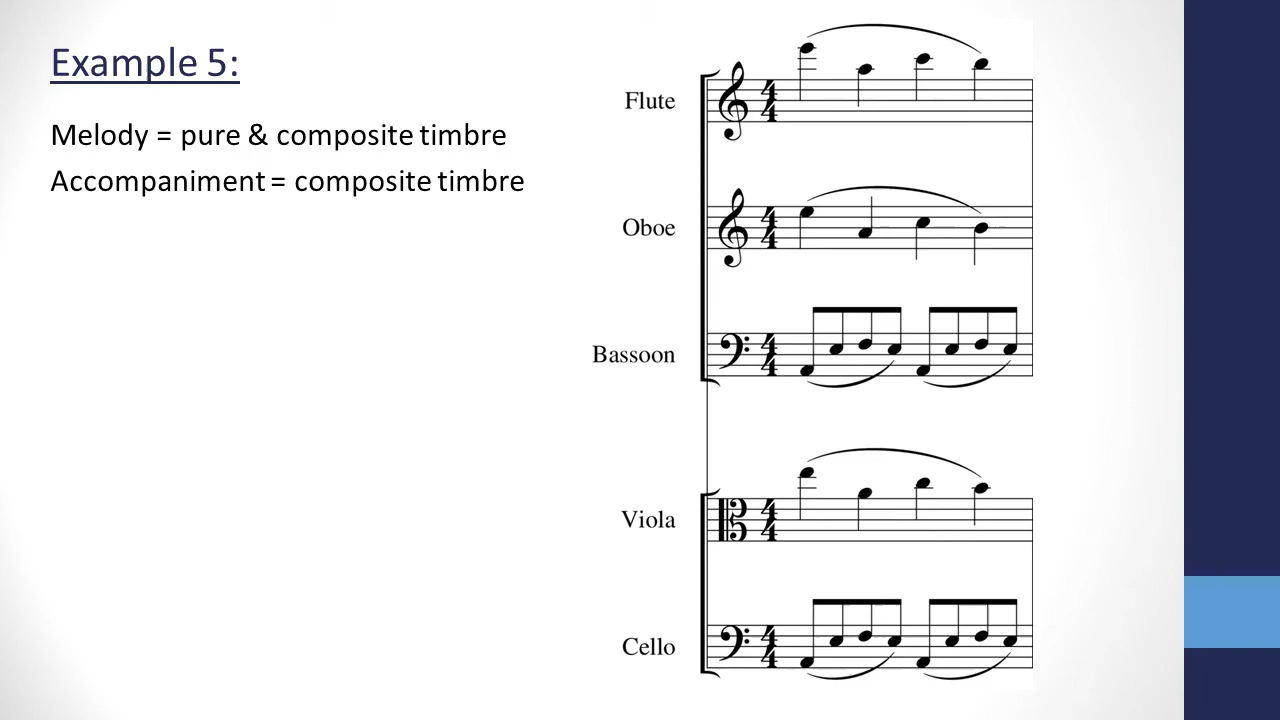 Example 5:
Melody = pure & composite timbre
Accompaniment = composite timbre
Flute
4
4
Oboe
4
4
Bassoon
4
4
Viola
4
4
Cello
4
4